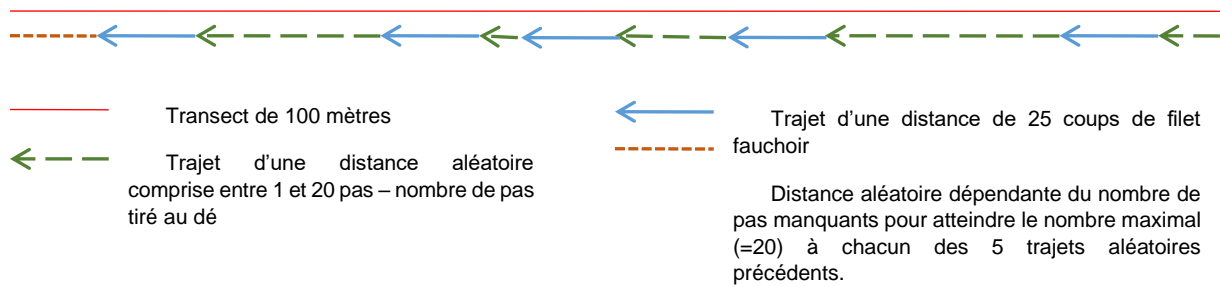 Transect de 100 mètres
Trajet d'une distance aléatoire
comprise entre 1 et 20 pas – nombre de pas
tiré au dé
Trajet d'une distance de 25 coups de filet
fauchoir
Distance aléatoire dépendante du nombre de
pas manquants pour atteindre le nombre maximal
(=20) à chacun des 5 trajets aléatoires
précédents.